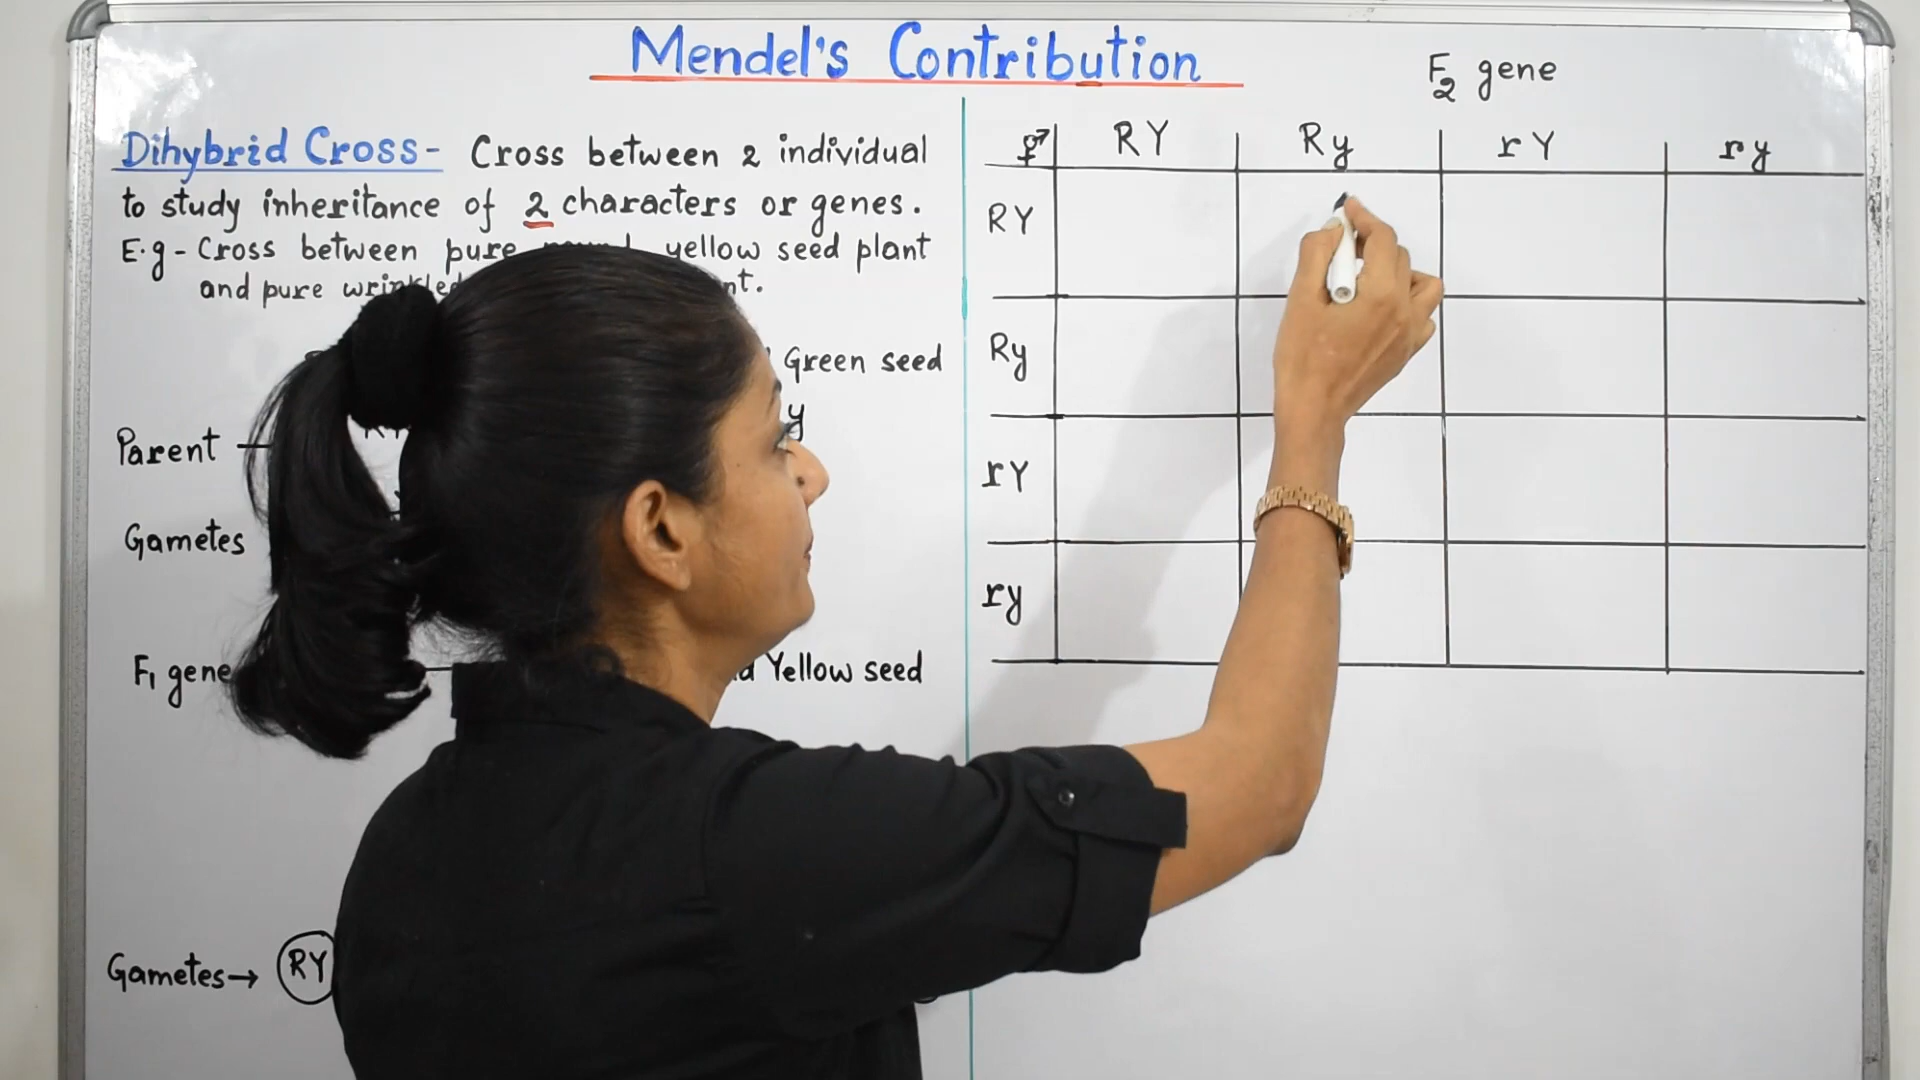 Mendel's Contribution
F2 gene
Dihybrid Cross- Cross between 2 individual
to study inheritance of 2 characters or genes.
E.g - Cross between pure yellow seed plant
and pure
Green seed
y
Parent
Gametes
F1 gene Yellow seed
Gametes→ RY
RY Ry rY ry
RY
Ry
rY
ry